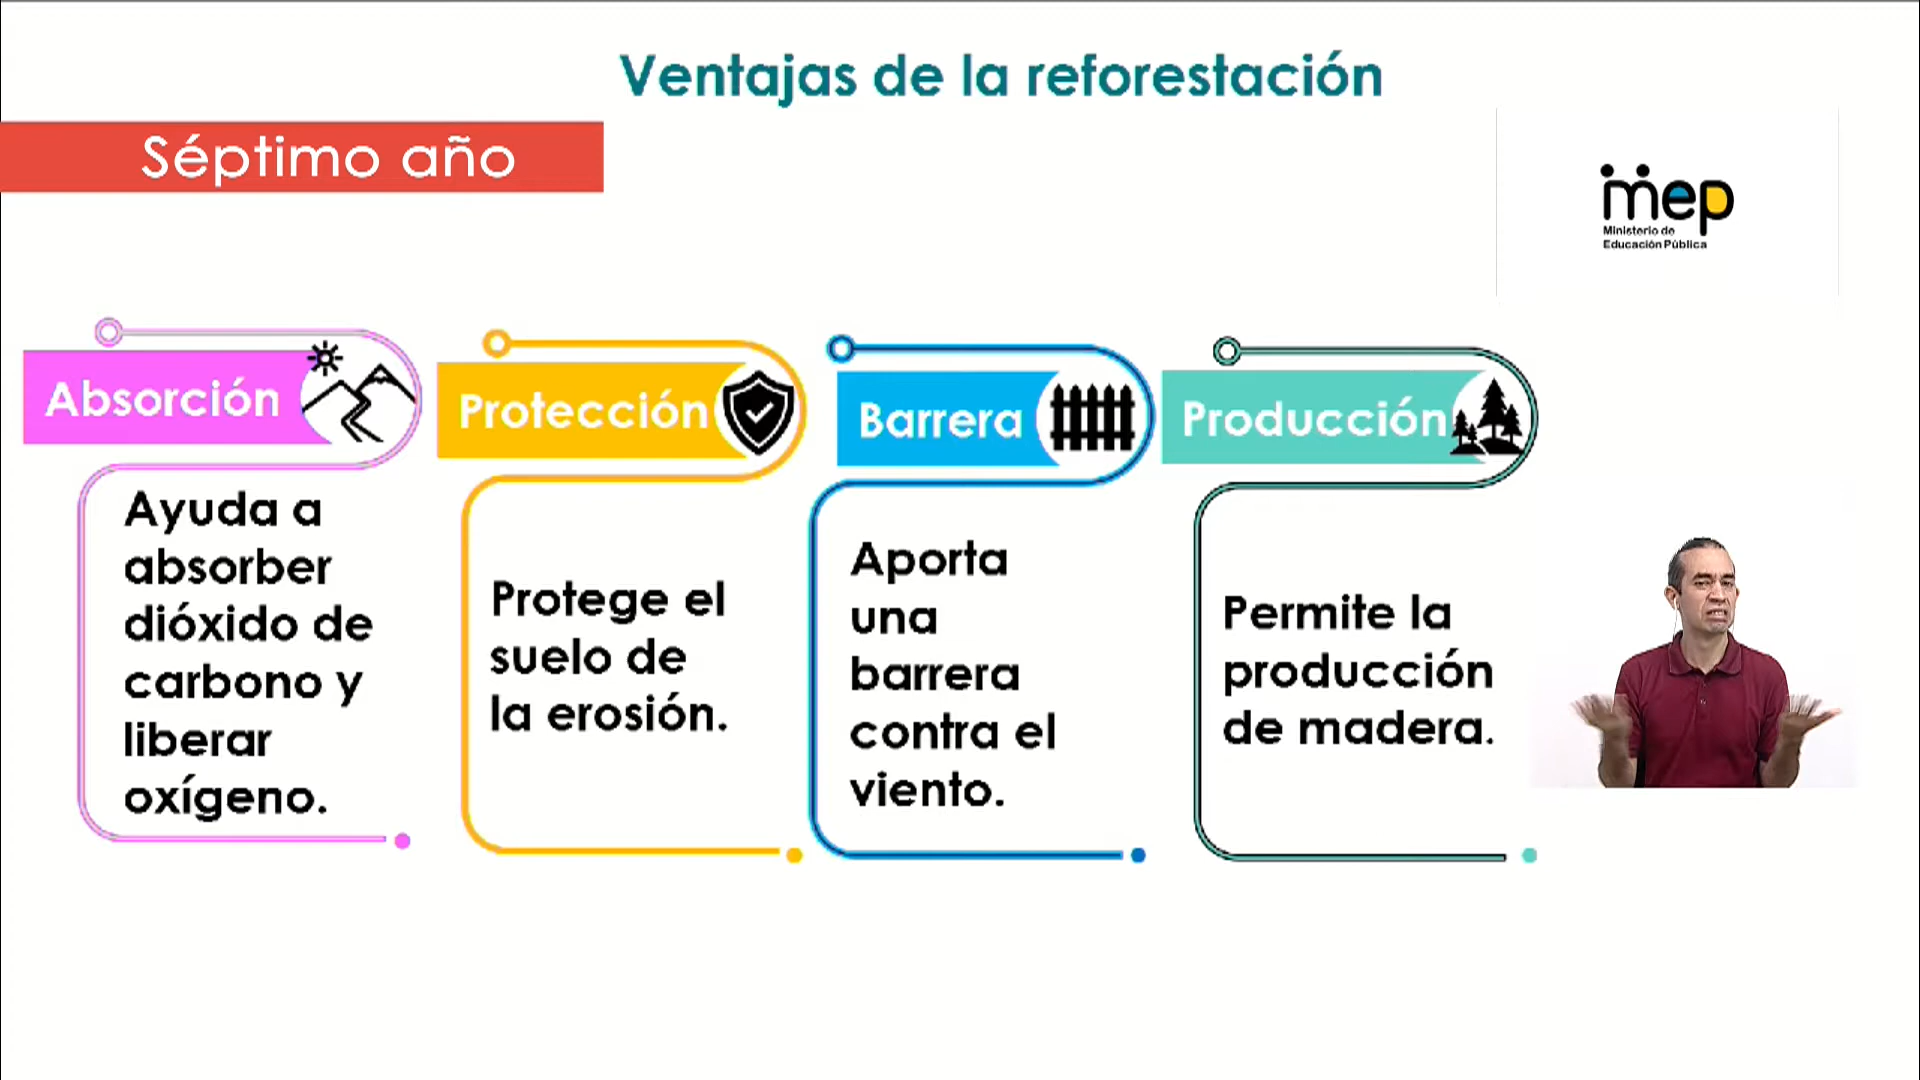 Ventajas de la reforestación
Séptimo año
mep
Ministerio de
Educación Pública
Absorción
Ayuda a
absorber
dióxido de
carbono y
liberar
oxígeno.
Protección
Protege el
suelo de
la erosión.
Barrera
Aporta
una
barrera
contra el
viento.
Producción
Permite la
producción
de madera.